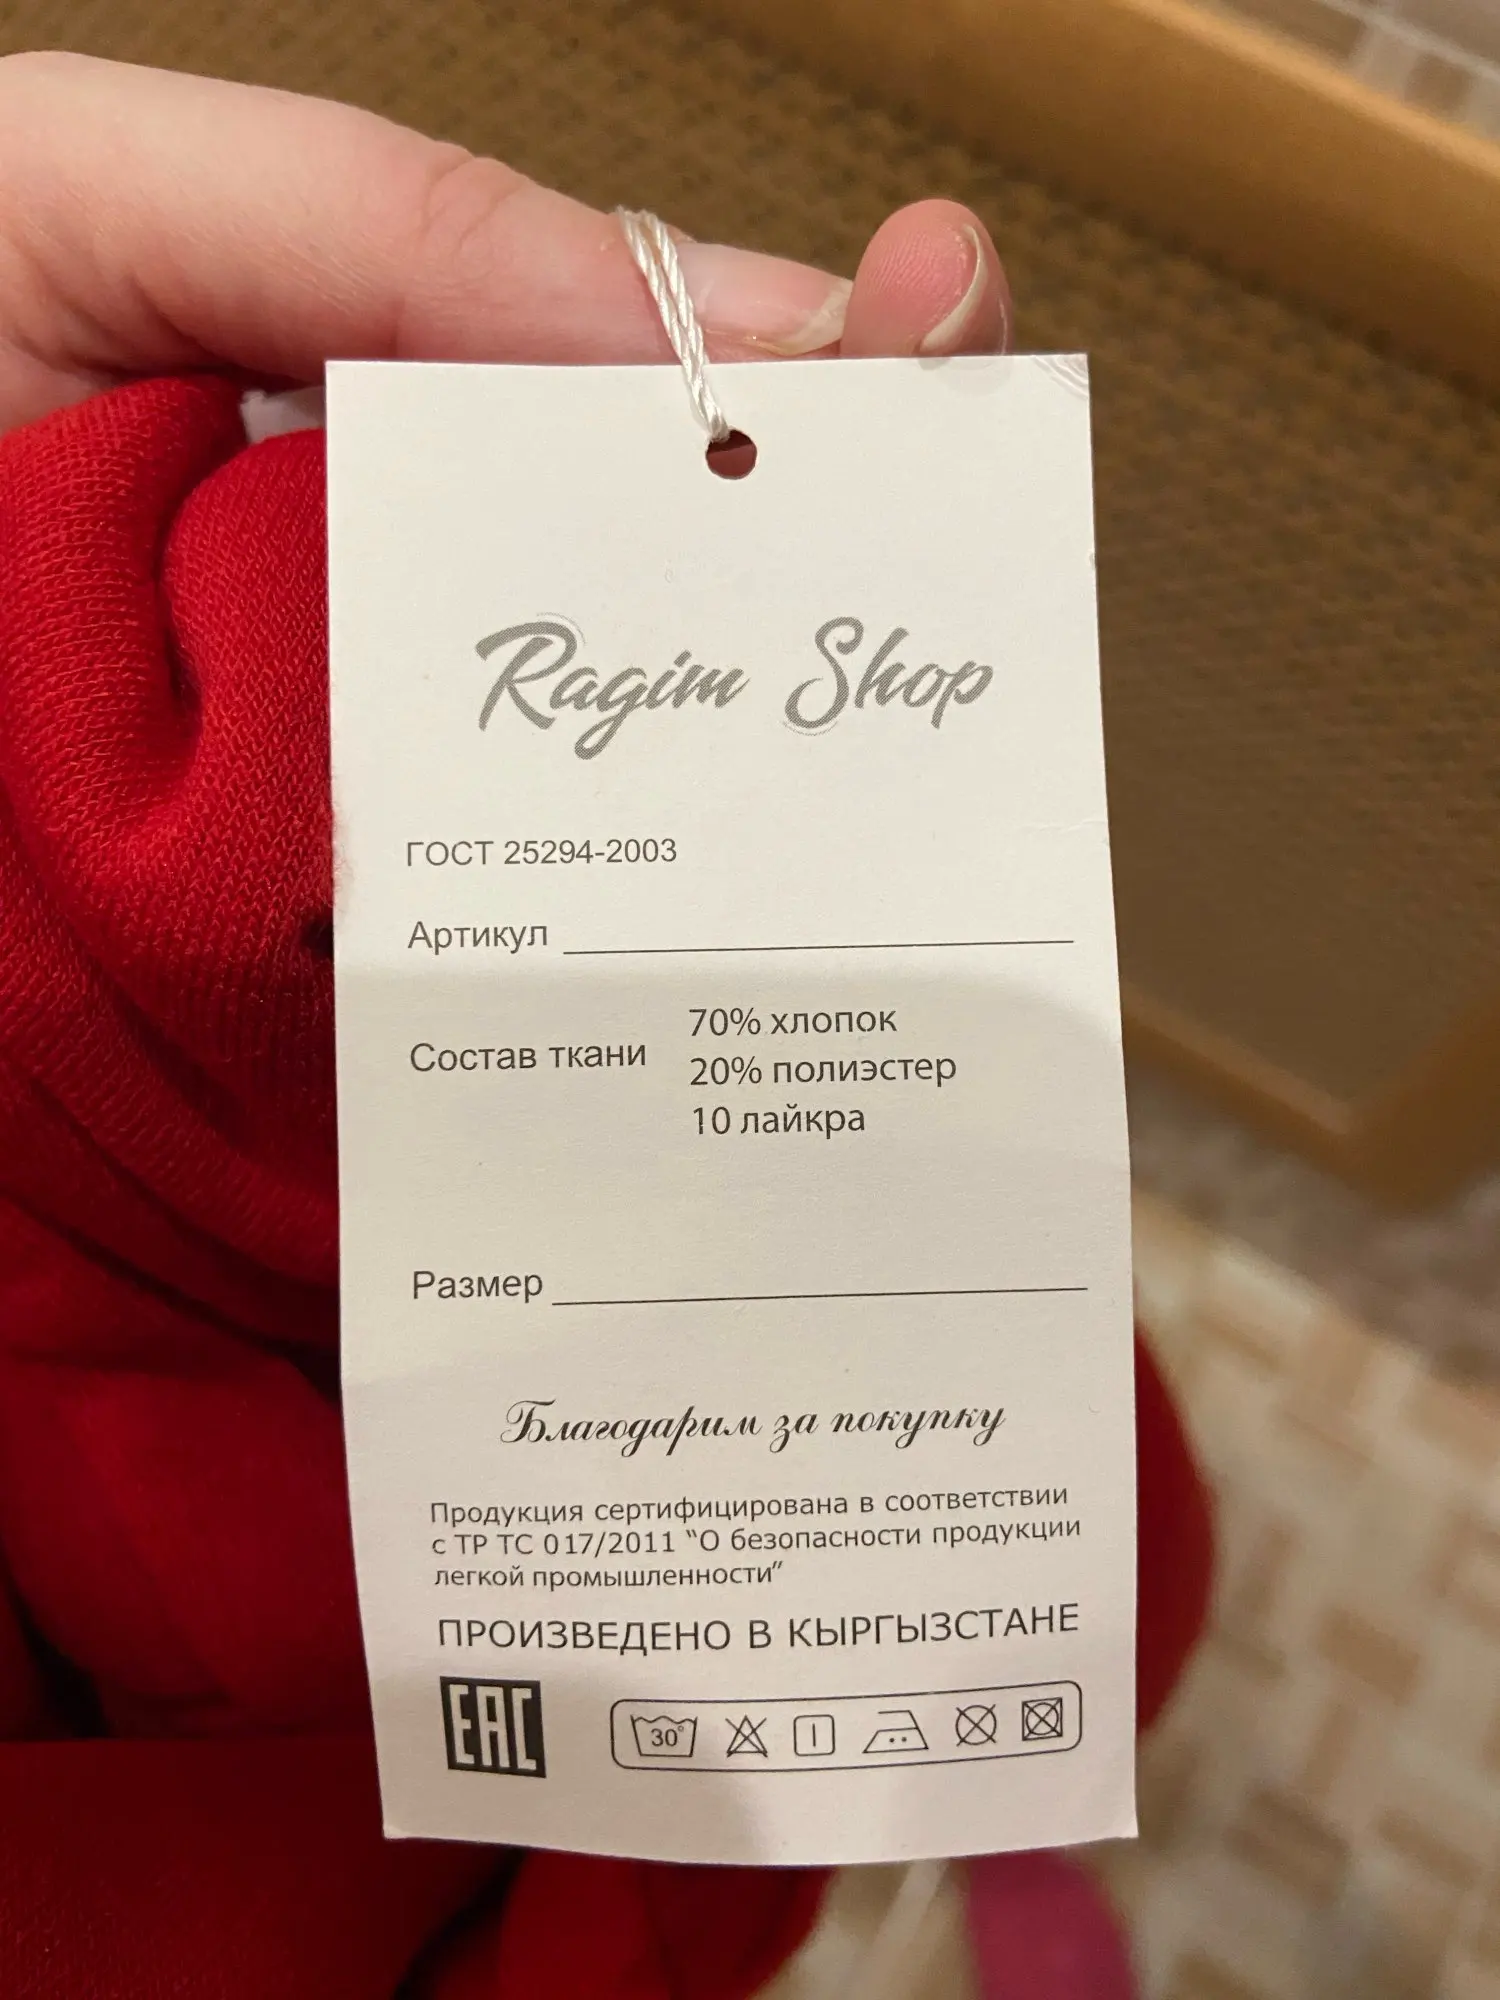 Ragim Shop
ГОСТ 25294-2003
Артикул
Состав ткани
70% хлопок
20% полиэстер
10 лайкра
Размер
Благодарим за покупку
Продукция сертифицирована в соответствии
с ТР ТС 017/2011 “О безопасности продукции
легкой промышленности”
ПРОИЗВЕДЕНО В КЫРГЫЗСТАНЕ
EAC 30°